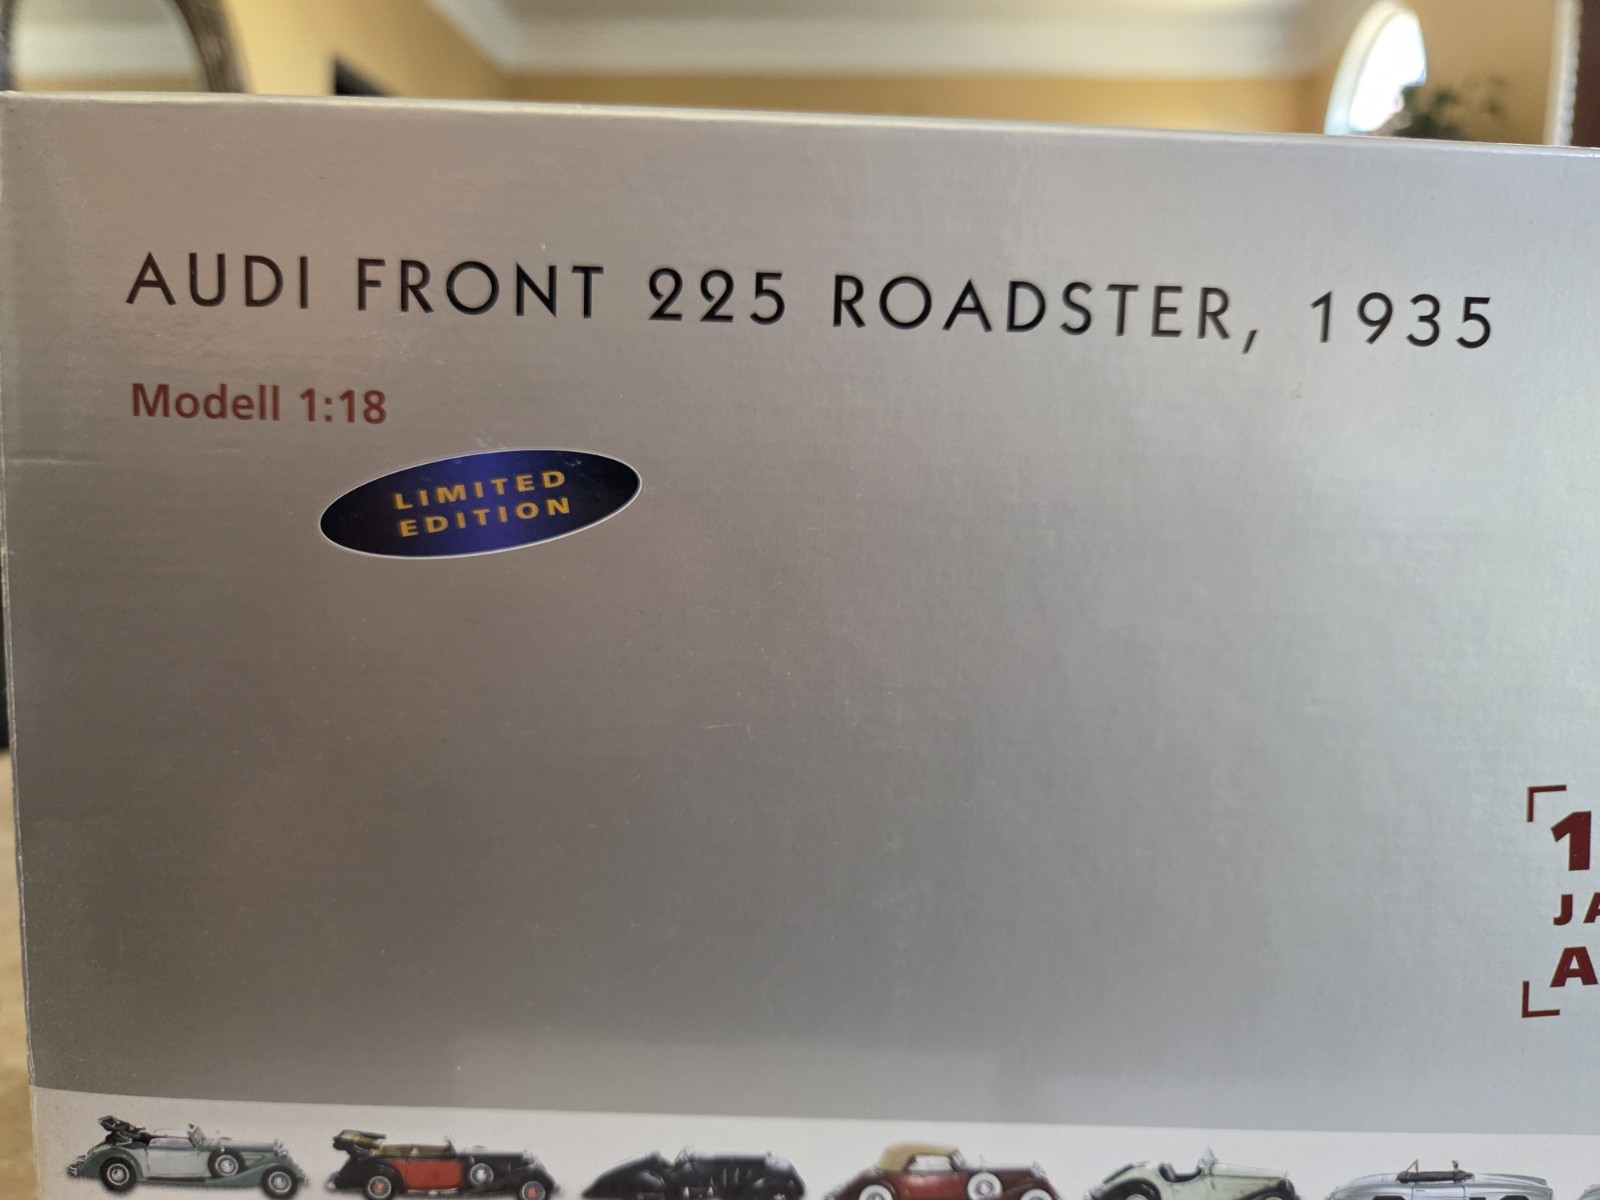 AUDI FRONT 225 ROADSTER, 1935
Modell 1:18
LIMITED
EDITION